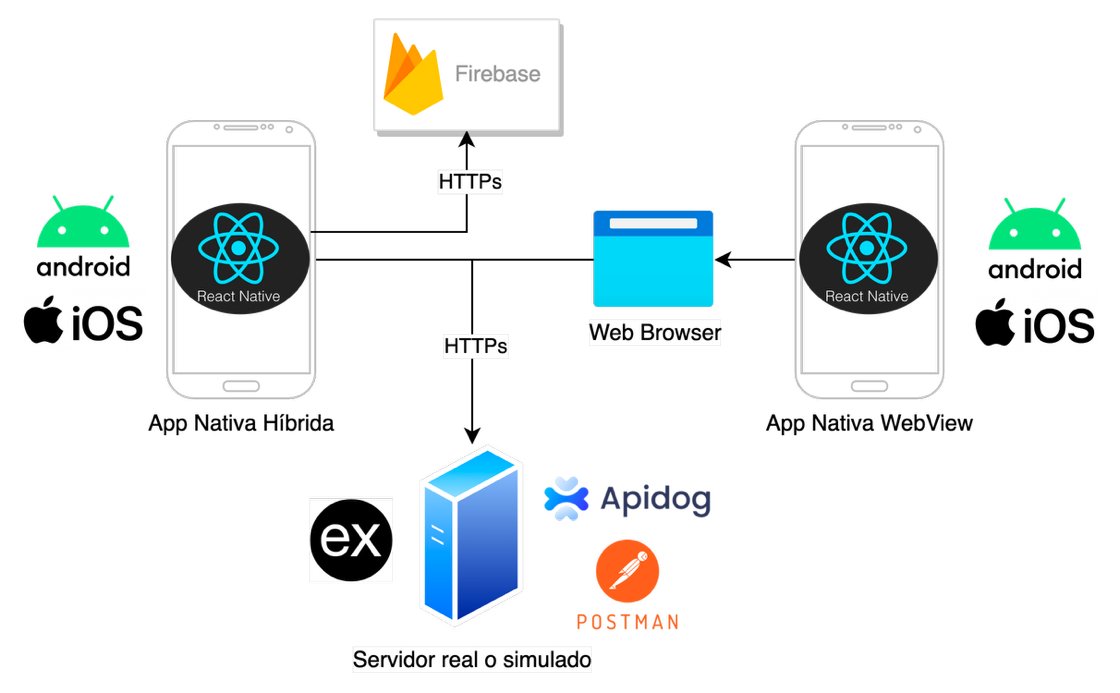 Firebase
HTTPs
android
iOS
React Native
App Nativa Híbrida
Web Browser
React Native
android
iOS
App Nativa WebView
HTTPs
ex
Apidog
POSTMAN
Servidor real o simulado